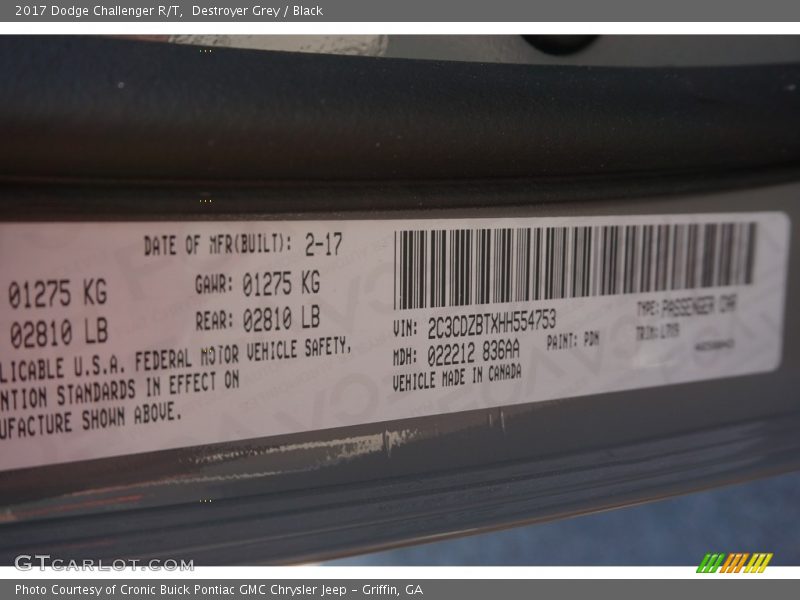 2017 Dodge Challenger R/T, Destroyer Grey / Black
DATE OF MFR(BUILT): 2-17
01275 KG GAWR: 01275 KG
02810 LB REAR: 02810 LB
LICABLE U.S.A. FEDERAL MOTOR VEHICLE SAFETY,
NTION STANDARDS IN EFFECT ON
UFACTURE SHOWN ABOVE.
VIN: 2C3CDZBTXHH554753
TYPE: PASSENGER CAR
MDH: 022212 836AA
PAINT: PDN
TRIM:
VEHICLE MADE IN CANADA
GTCARLOT.COM
Photo Courtesy of Cronic Buick Pontiac GMC Chrysler Jeep - Griffin, GA